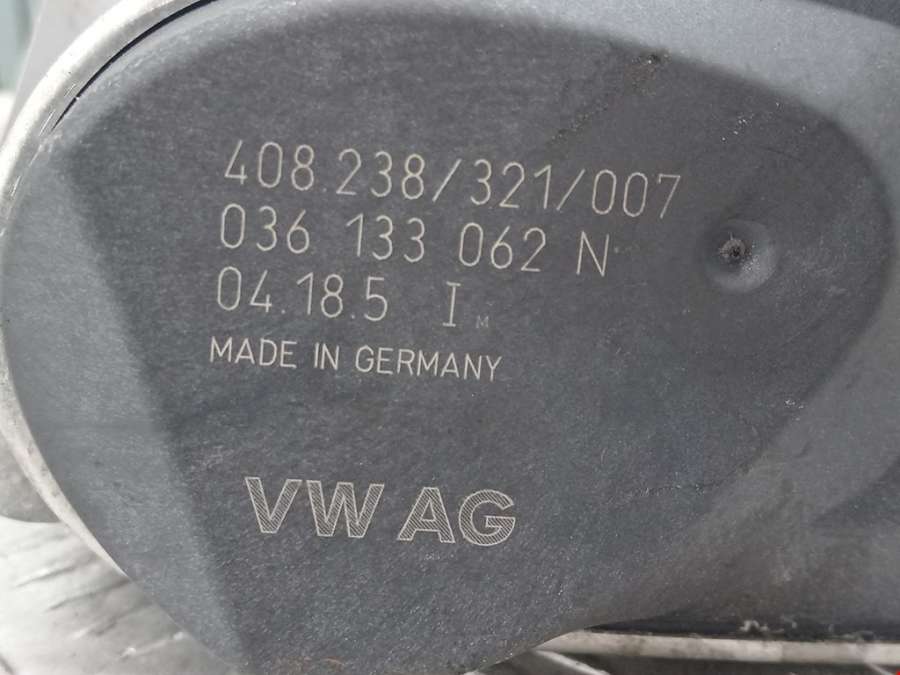 408.238/321/007
036 133 062 N
04.18.5 I M
MADE IN GERMANY
VW AG